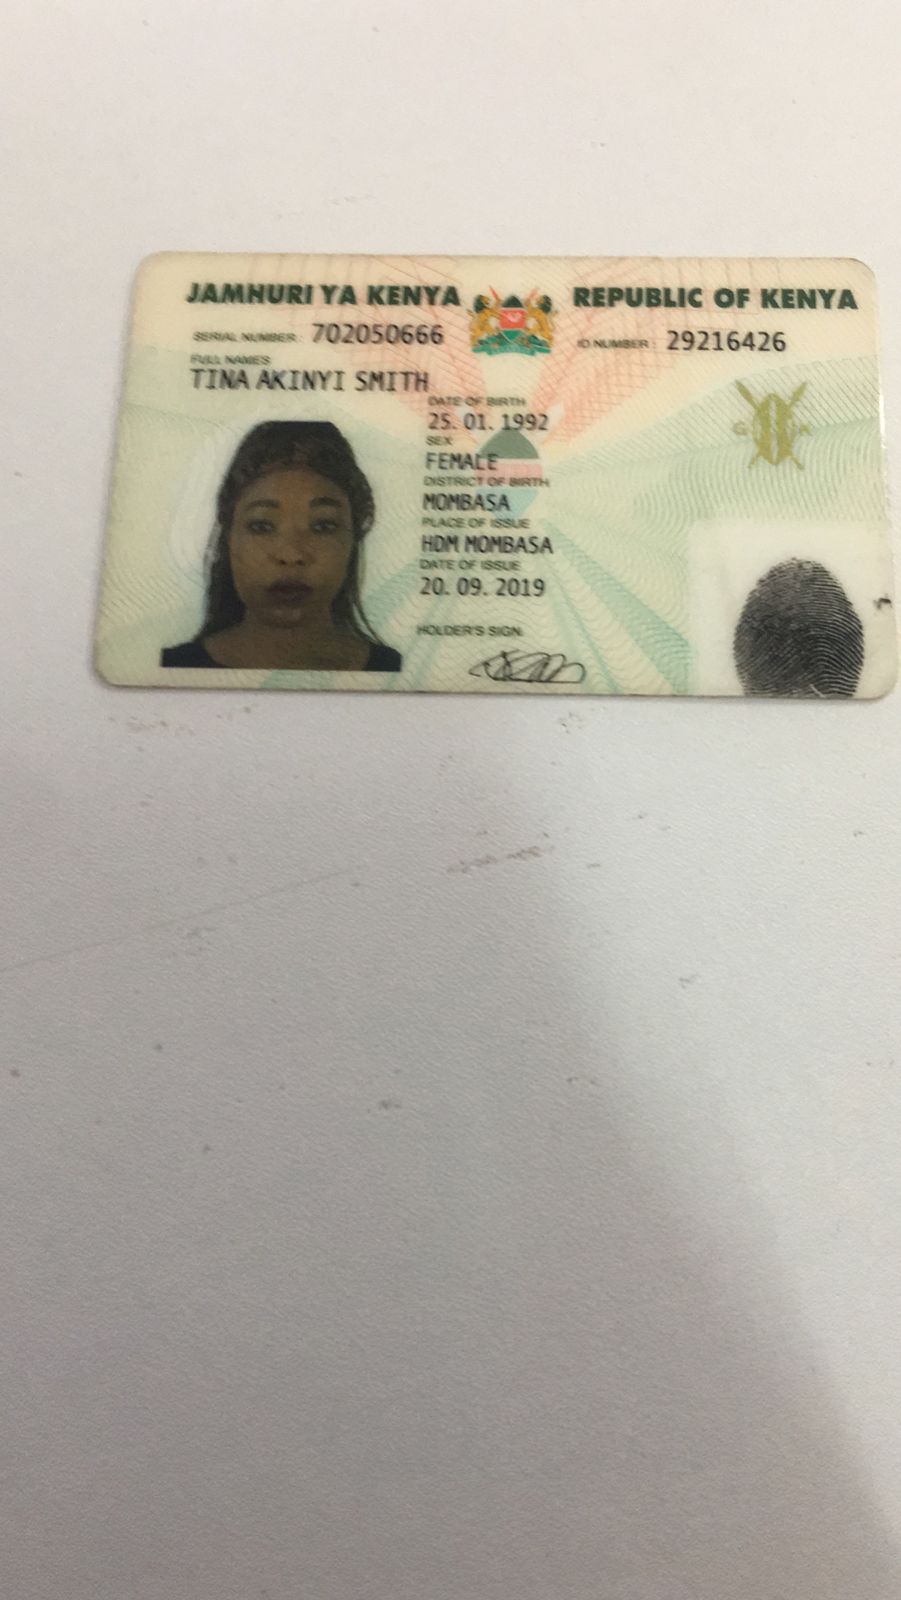 JAMHURI YA KENYA REPUBLIC OF KENYA
SERIAL NUMBER: 702050666 ID NUMBER: 29216426
FULL NAMES
TINA AKINYI SMITH
DATE OF BIRTH
25. 01. 1992
SEX
FEMALE
DISTRICT OF BIRTH
MOMBASA
PLACE OF ISSUE
HDM MOMBASA
DATE OF ISSUE
20. 09. 2019
HOLDER'S SIGN.
G K